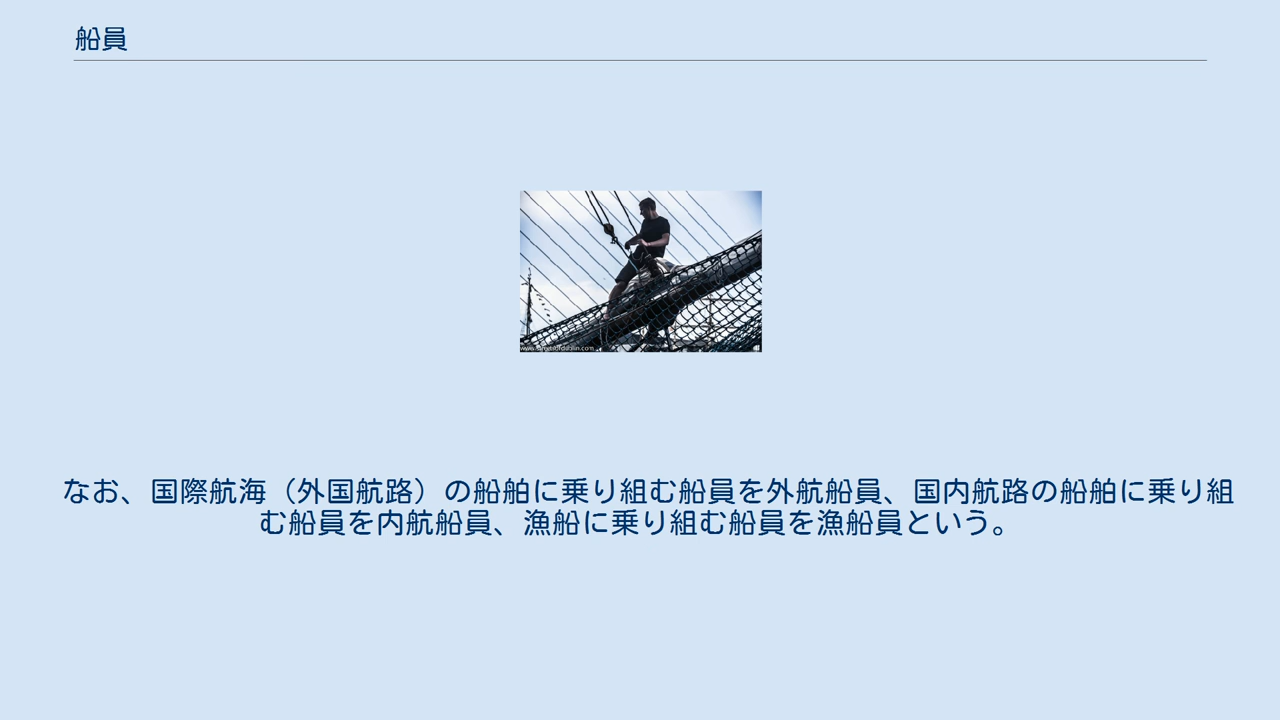 船員
なお、国際航海（外国航路）の船舶に乗り組む船員を外航船員、国内航路の船舶に乗り組
む船員を内航船員、漁船に乗り組む船員を漁船員という。